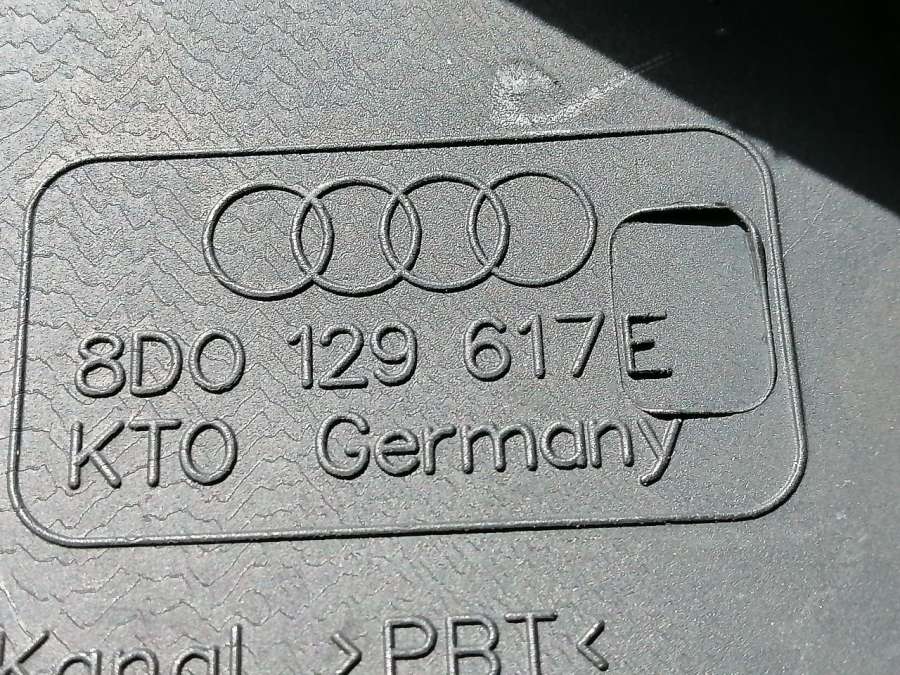 8D0 129 617 E
KTO Germany
Kanal >PBT<